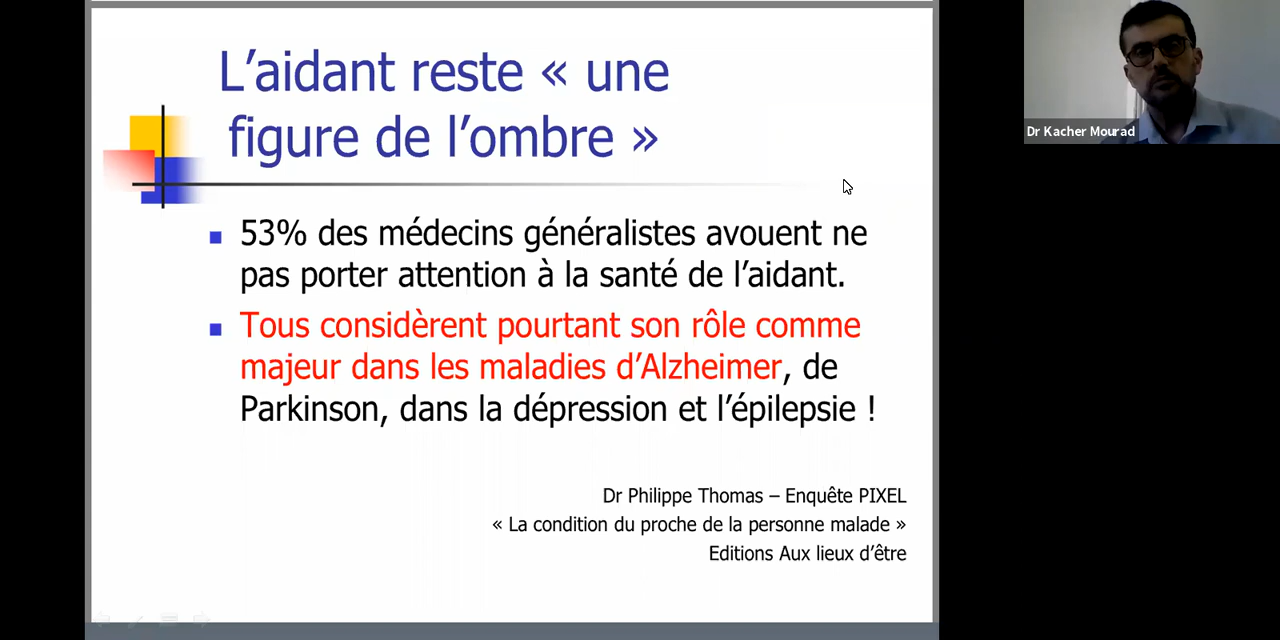 L’aidant reste « une
figure de l’ombre »
53% des médecins généralistes avouent ne
pas porter attention à la santé de l’aidant.
Tous considèrent pourtant son rôle comme
majeur dans les maladies d’Alzheimer, de
Parkinson, dans la dépression et l’épilepsie !
Dr Philippe Thomas – Enquête PIXEL
« La condition du proche de la personne malade »
Editions Aux lieux d’être
Dr Kacher Mourad